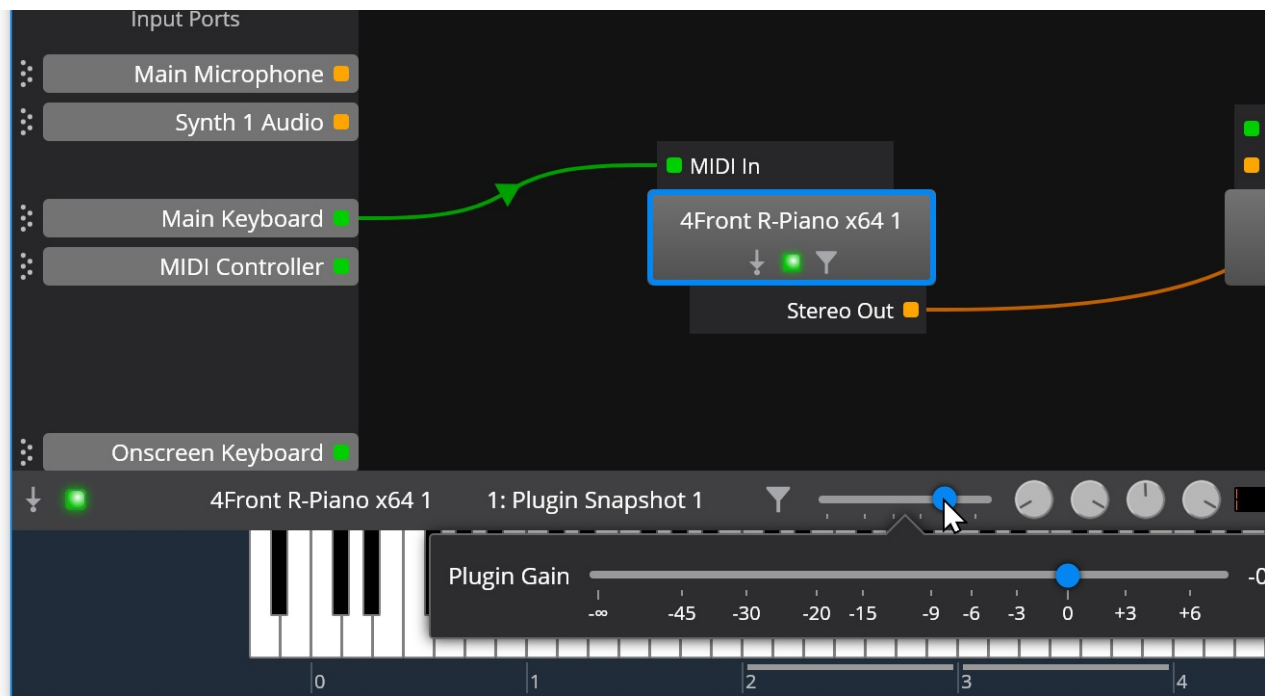 Input Ports
Main Microphone
Synth 1 Audio
MIDI In
Main Keyboard
4Front R-Piano x64 1
MIDI Controller
Stereo Out
Onscreen Keyboard
4Front R-Piano x64 1 1: Plugin Snapshot 1
Plugin Gain
-∞ -45 -30 -20 -15 -9 -6 -3 0 +3 +6
0 1 2 3 4